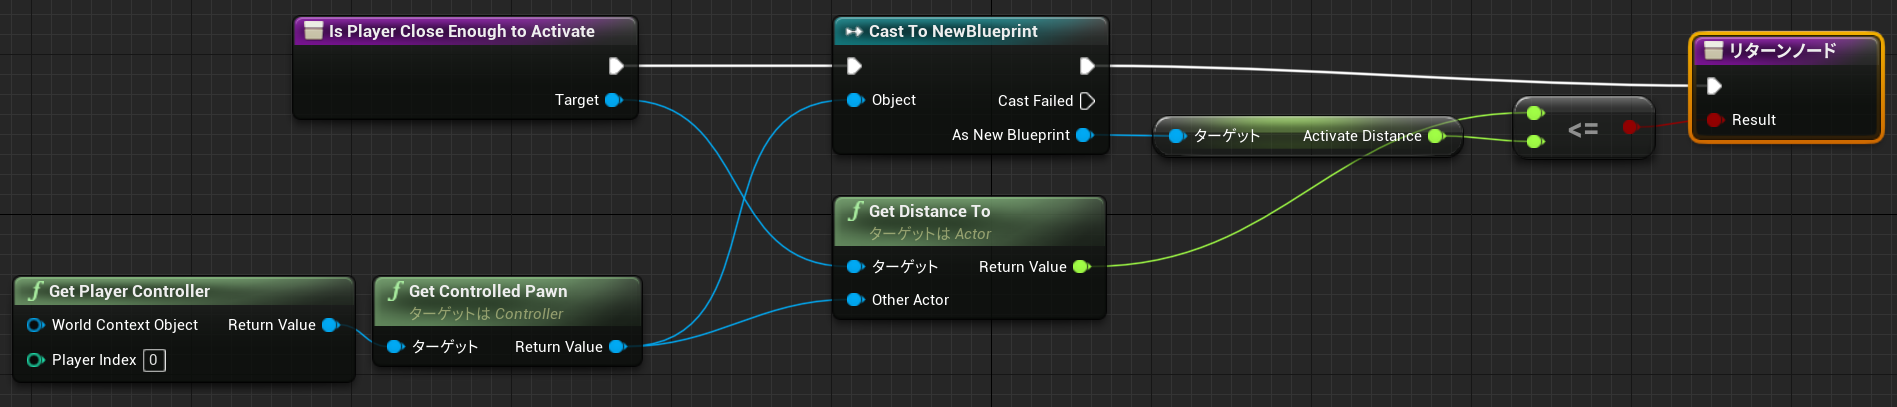 Is Player Close Enough to Activate
Target
Cast To NewBlueprint
Object
Cast Failed
As New Blueprint
ターゲット
Activate Distance
<=
リターンノード
Result
Get Distance To
ターゲットは Actor
ターゲット
Return Value
Other Actor
Get Player Controller
World Context Object
Return Value
Player Index 0
Get Controlled Pawn
ターゲットは Controller
ターゲット
Return Value